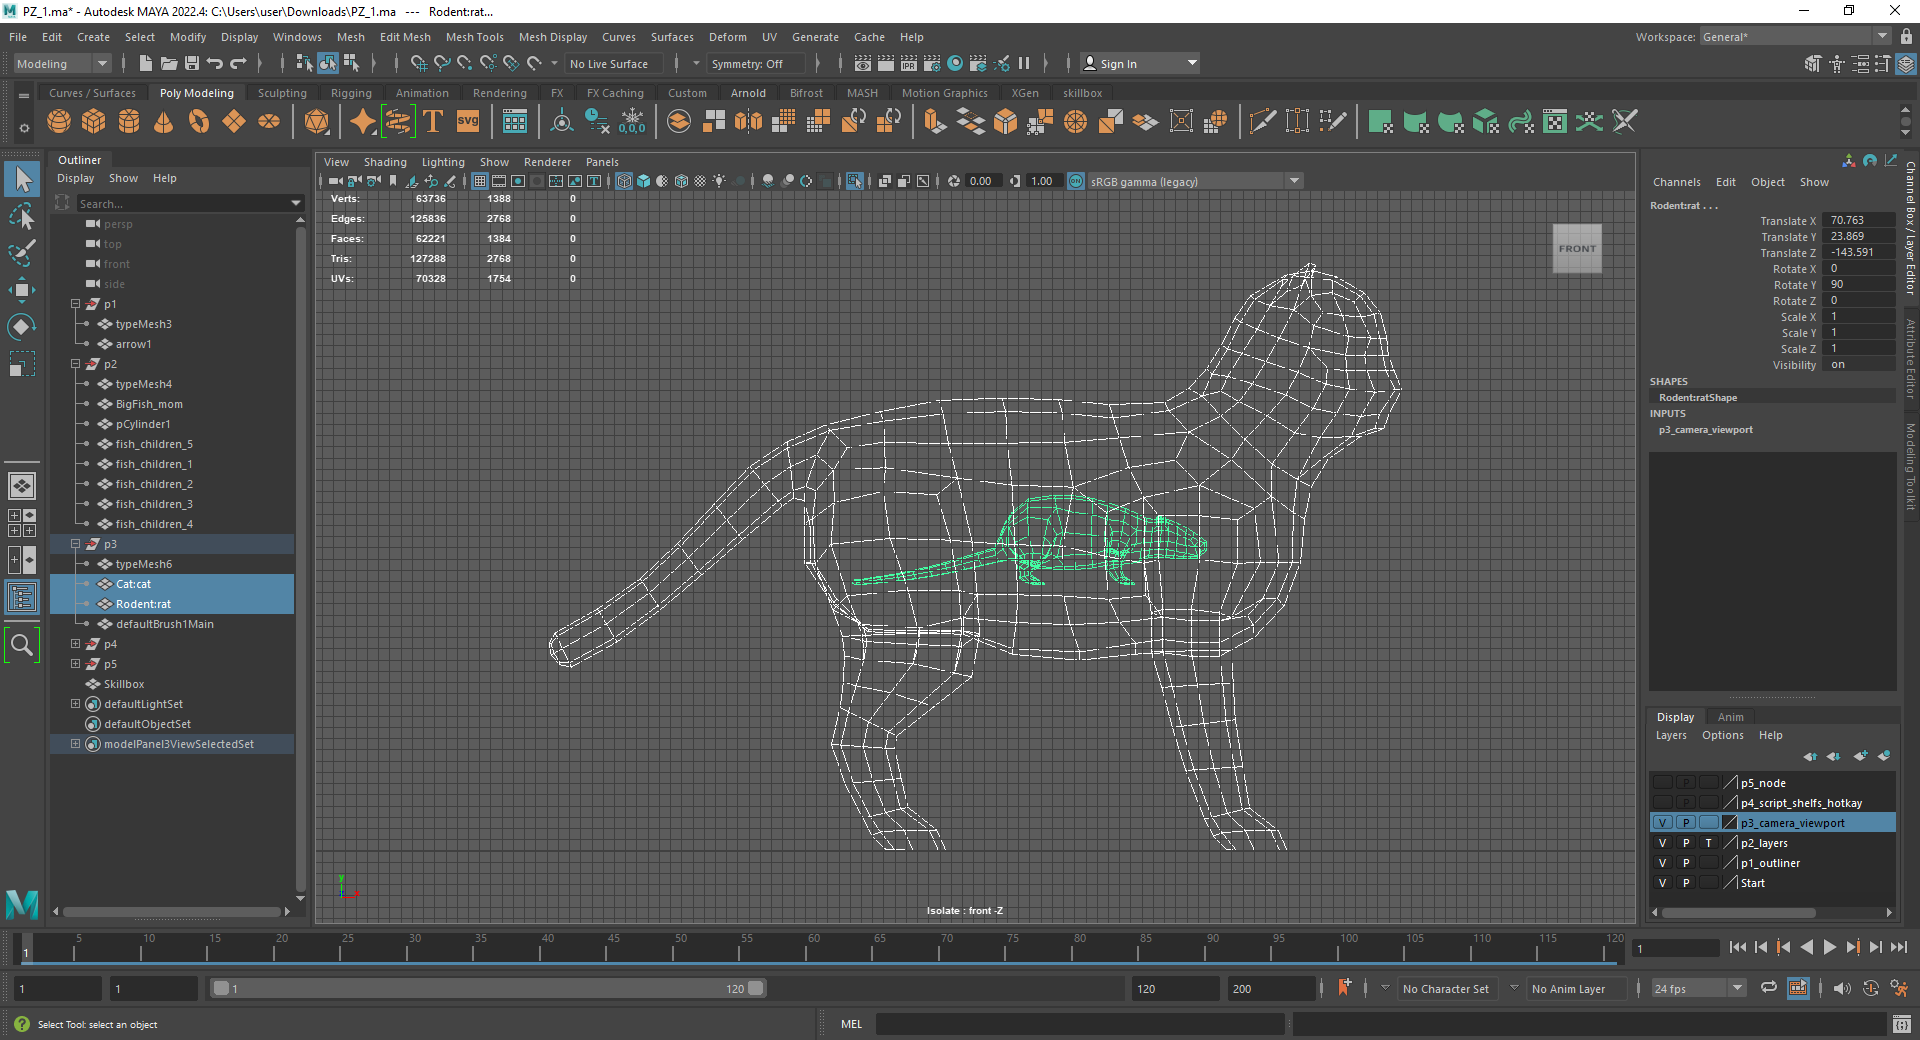 PZ_1.ma* - Autodesk MAYA 2022.4: C:\Users\user\Downloads\PZ_1.ma --- Rodent:rat...
File Edit Create Select Modify Display Windows Mesh Edit Mesh Mesh Tools Mesh Display Curves Surfaces Deform UV Generate Cache Help
Workspace: General*
Modeling No Live Surface Symmetry: Off IPR Sign In
Curves / Surfaces Poly Modeling Sculpting Rigging Animation Rendering FX FX Caching Custom Arnold Bifrost MASH Motion Graphics XGen skillbox
T SVG 0,0,0
Outliner
Display Show Help
Search...
persp
top
front
side
p1
typeMesh3
arrow1
p2
typeMesh4
BigFish_mom
pCylinder1
fish_children_5
fish_children_1
fish_children_2
fish_children_3
fish_children_4
p3
typeMesh6
Cat:cat
Rodent:rat
defaultBrush1Main
p4
p5
Skillbox
defaultLightSet
defaultObjectSet
modelPanel3ViewSelectedSet
View Shading Lighting Show Renderer Panels
0.00 1.00 ON sRGB gamma (legacy)
Verts: 63736 1388 0
Edges: 125836 2768 0
Faces: 62221 1384 0
Tris: 127288 2768 0
UVs: 70328 1754 0
FRONT
y
Isolate : front -Z
Channels Edit Object Show
Rodent:rat . . .
Translate X 70.763
Translate Y 23.869
Translate Z -143.591
Rotate X 0
Rotate Y 90
Rotate Z 0
Scale X 1
Scale Y 1
Scale Z 1
Visibility on
SHAPES
Rodent:ratShape
INPUTS
p3_camera_viewport
Channel Box / Layer Editor
Attribute Editor
Modeling Toolkit
Display Anim
Layers Options Help
P p5_node
P p4_script_shelfs_hotkay
V P p3_camera_viewport
V P T p2_layers
V P p1_outliner
V P Start
1 5 10 15 20 25 30 35 40 45 50 55 60 65 70 75 80 85 90 95 100 105 110 115 120
1
1 1 1 120 120 200 No Character Set No Anim Layer 24 fps
Select Tool: select an object
MEL